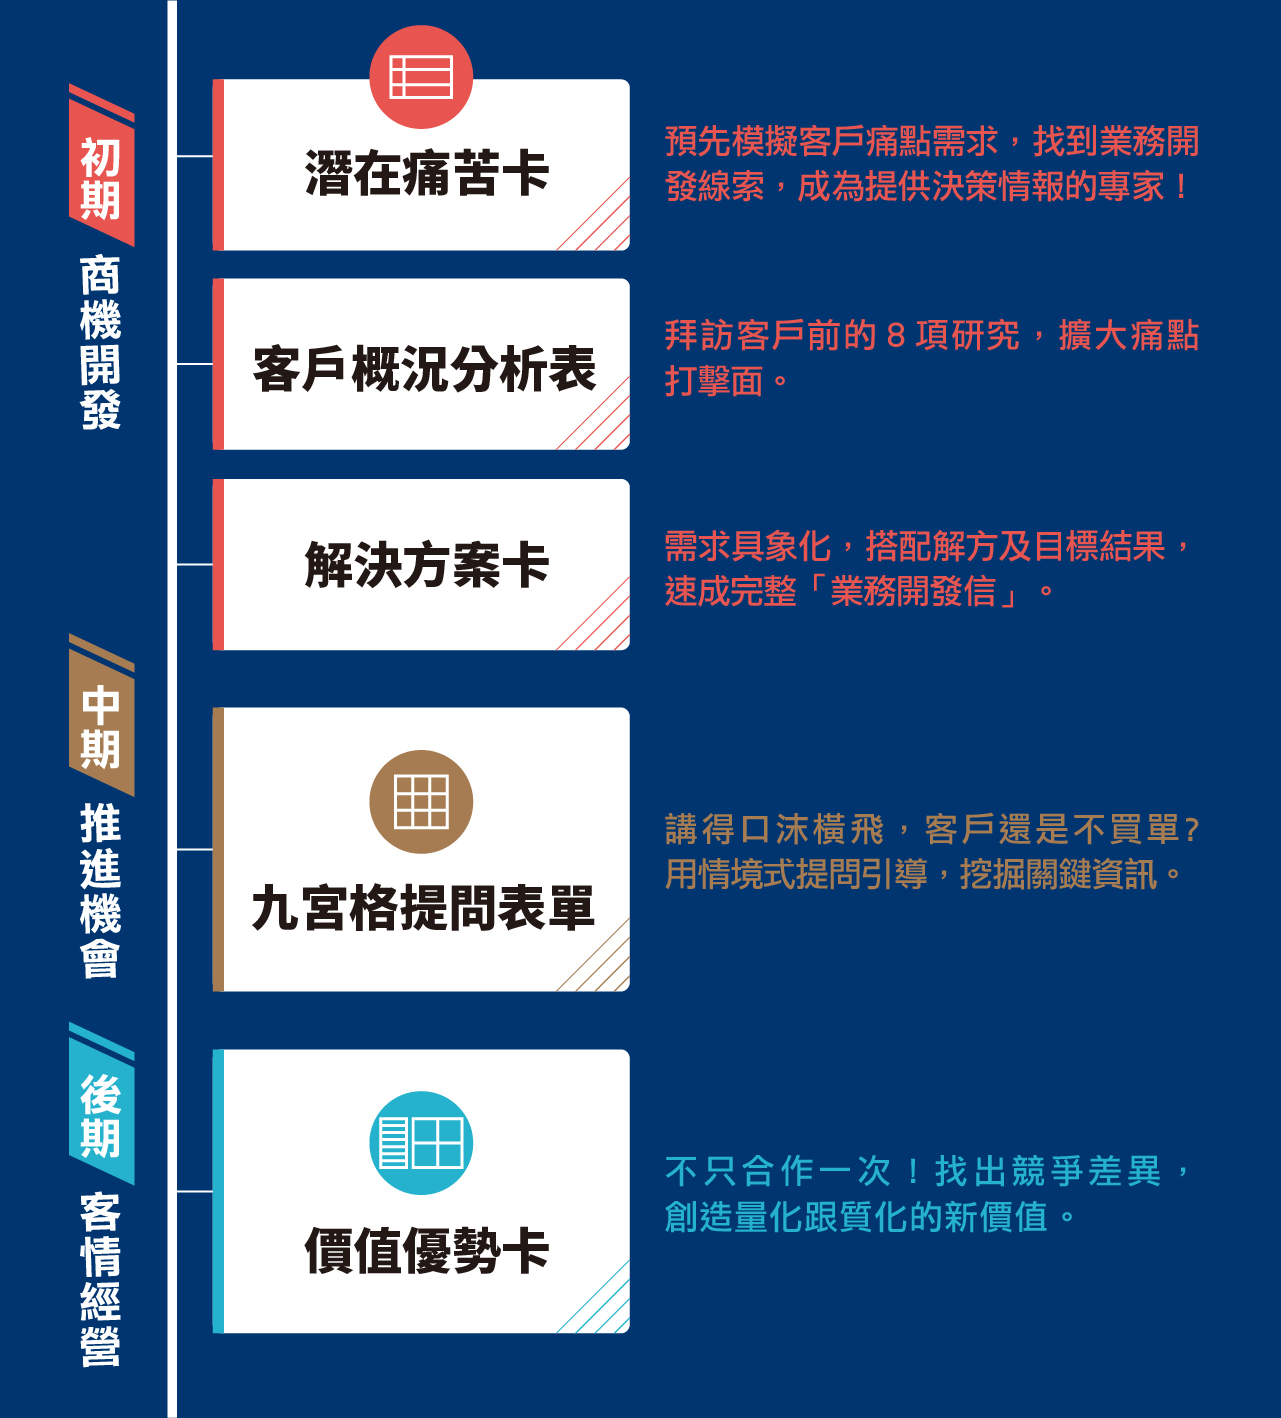 初期
商機開發
潛在痛苦卡
預先模擬客戶痛點需求，找到業務開
發線索，成為提供決策情報的專家！
客戶概況分析表
拜訪客戶前的 8 項研究，擴大痛點
打擊面。
解決方案卡
需求具象化，搭配解方及目標結果，
速成完整「業務開發信」。
中期
推進機會
九宮格提問表單
講得口沫橫飛，客戶還是不買單?
用情境式提問引導，挖掘關鍵資訊。
後期
客情經營
價值優勢卡
不只合作一次！找出競爭差異，
創造量化跟質化的新價值。